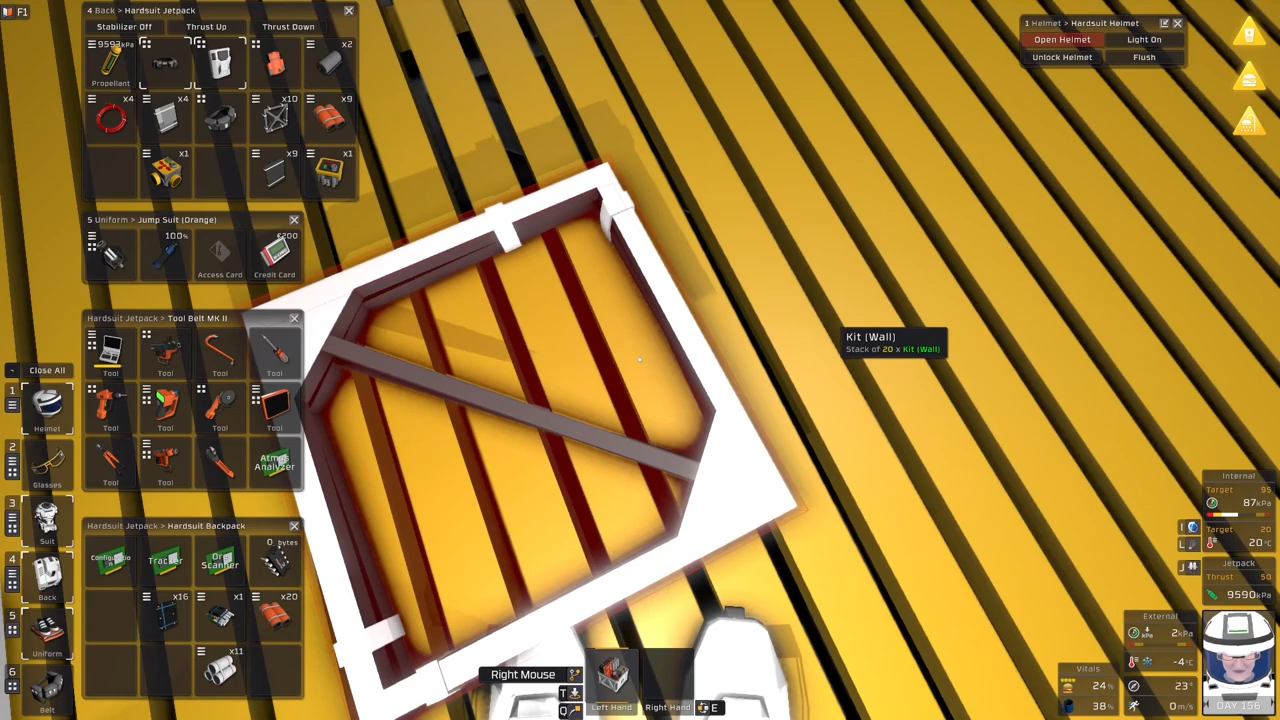 F1
4 Back > Hardsuit Jetpack
Stabilizer Off Thrust Up Thrust Down
9593kPa
x2
Propellant
x4 x4 x10 x9
x1 x9 x1
5 Uniform > Jump Suit (Orange)
100% €200
Access Card Credit Card
Hardsuit Jetpack > Tool Belt MK II
Tool Tool Tool Tool
Tool Tool Tool Tool
Atmos
Analyzer
Tool Tool
Hardsuit Jetpack > Hardsuit Backpack
0 bytes
Configuratio
n
Tracker
Ore
Scanner
x16 x1 x20
x11
Close All
1
Helmet
2
Glasses
3
Suit
4
Back
5
Uniform
6
Belt
Kit (Wall)
Stack of 20 x Kit (Wall)
Right Mouse
T
Q
Left Hand Right Hand E
1 Helmet > Hardsuit Helmet
Open Helmet Light On
Unlock Helmet Flush
Internal
Target 95
87kPa
Target 20
20°C
Jetpack
Thrust 50
9590kPa
I
L
J
External
kPa 2kPa
-4°C
23°
0m/s
Vitals
24%
38%
DAY 156